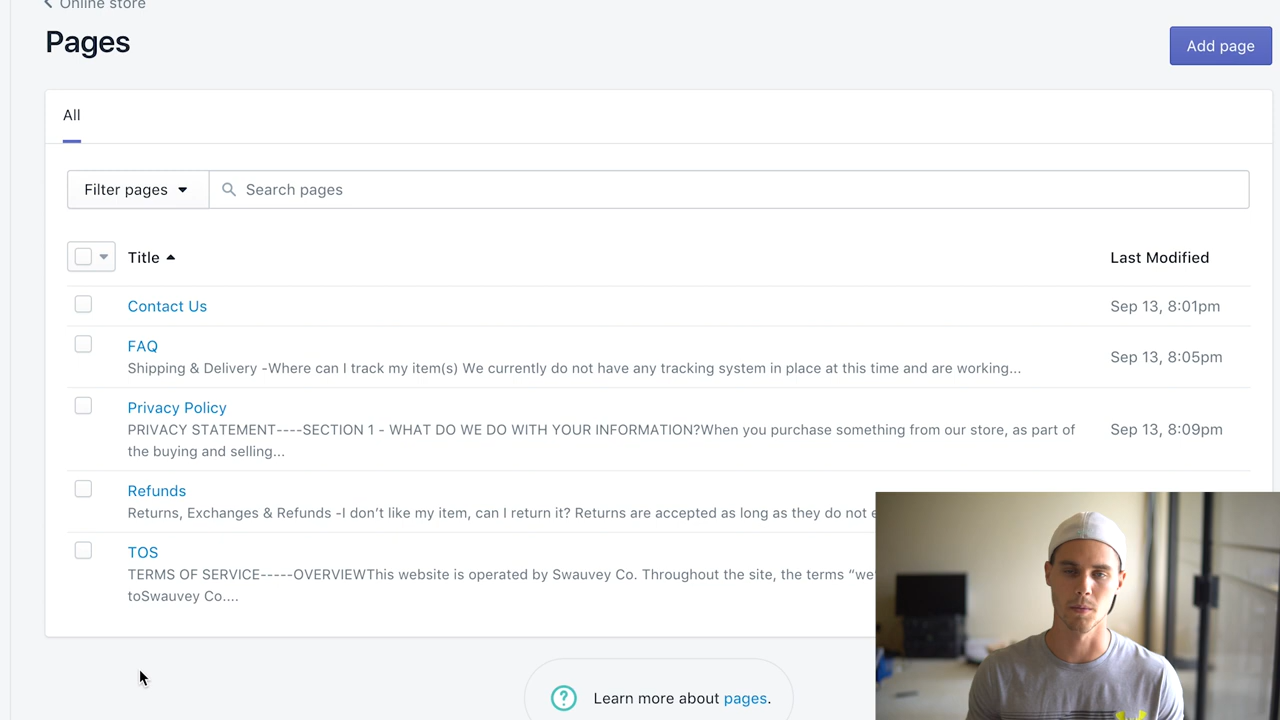 Online store
Pages
Add page
All
Filter pages
Search pages
Title
Last Modified
Contact Us
Sep 13, 8:01pm
FAQ
Shipping & Delivery -Where can I track my item(s) We currently do not have any tracking system in place at this time and are working...
Sep 13, 8:05pm
Privacy Policy
PRIVACY STATEMENT----SECTION 1 - WHAT DO WE DO WITH YOUR INFORMATION?When you purchase something from our store, as part of
the buying and selling...
Sep 13, 8:09pm
Refunds
Returns, Exchanges & Refunds -I don’t like my item, can I return it? Returns are accepted as long as they do not
TOS
TERMS OF SERVICE-----OVERVIEWThis website is operated by Swauvey Co. Throughout the site, the terms “we
toSwauvey Co....
? Learn more about pages.